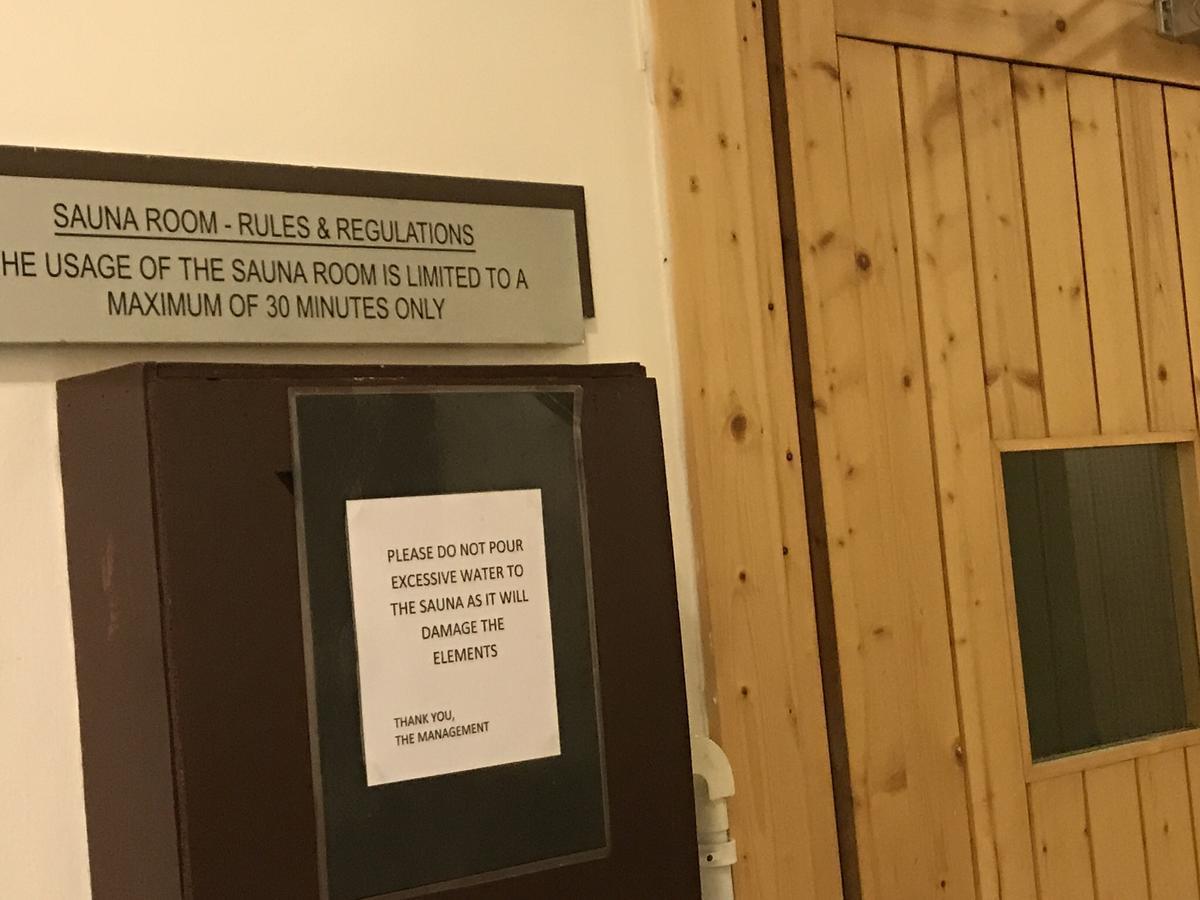 SAUNA ROOM - RULES & REGULATIONS
HE USAGE OF THE SAUNA ROOM IS LIMITED TO A
MAXIMUM OF 30 MINUTES ONLY
PLEASE DO NOT POUR
EXCESSIVE WATER TO
THE SAUNA AS IT WILL
DAMAGE THE
ELEMENTS
THANK YOU,
THE MANAGEMENT